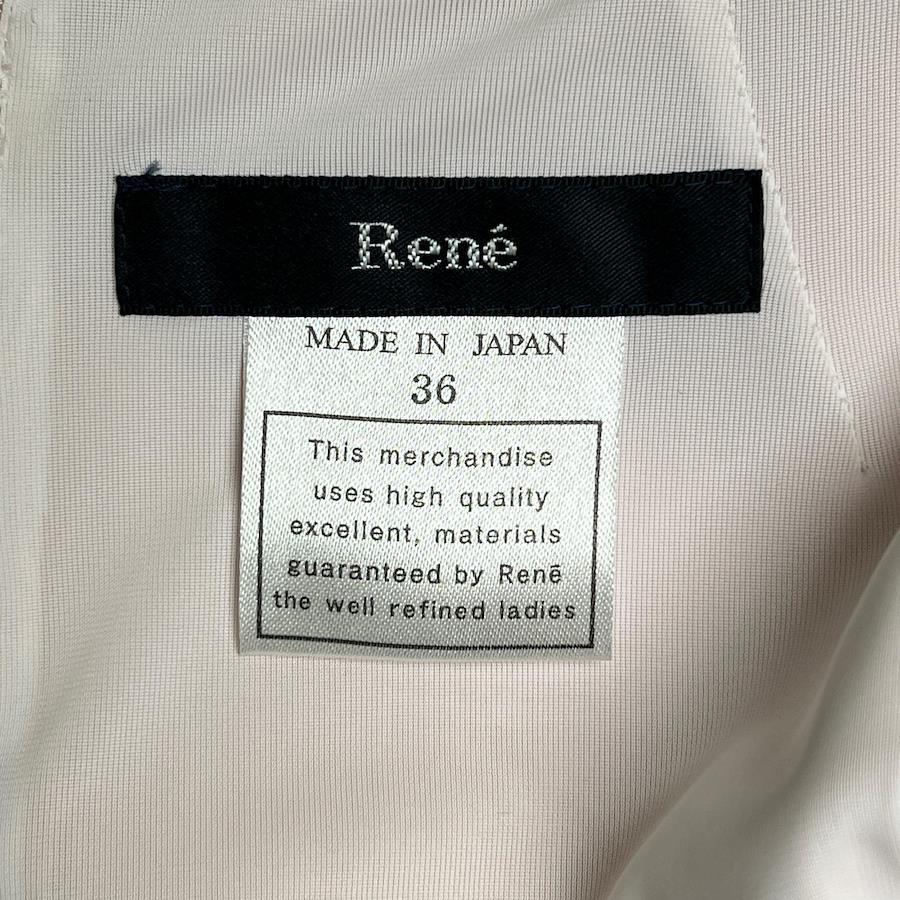 René
MADE IN JAPAN
36
This merchandise
uses high quality
excellent, materials
guaranteed by Renē
the well refined ladies